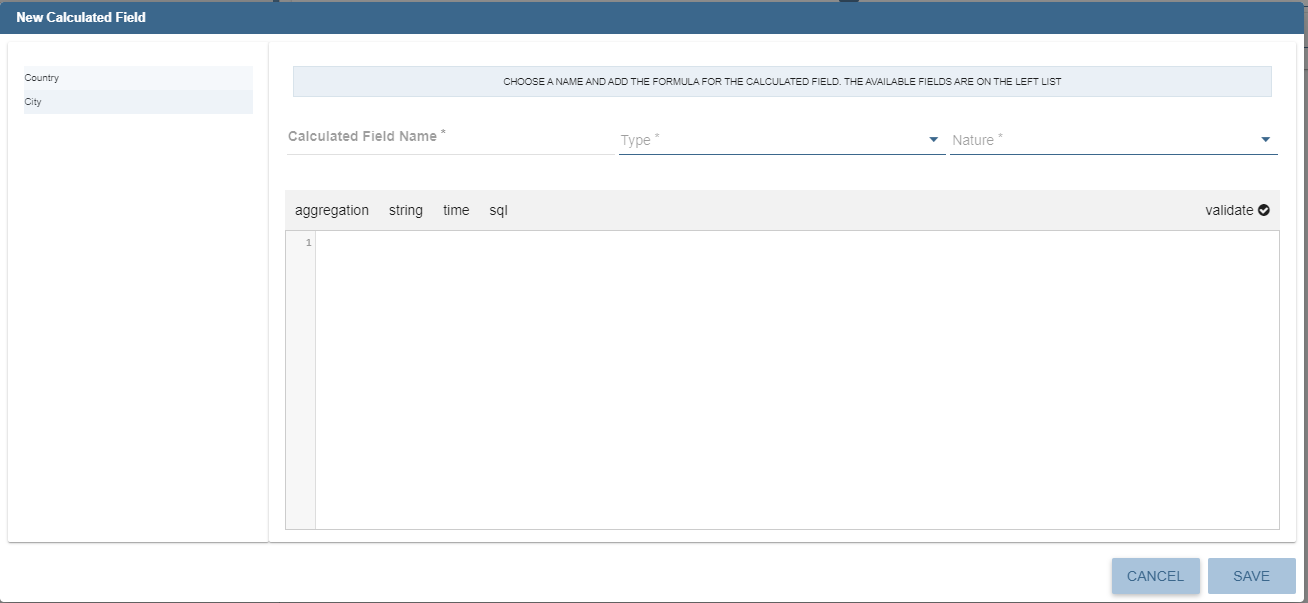 New Calculated Field
Country
City
CHOOSE A NAME AND ADD THE FORMULA FOR THE CALCULATED FIELD. THE AVAILABLE FIELDS ARE ON THE LEFT LIST
Calculated Field Name *
Type *
Nature *
aggregation string time sql validate
1
CANCEL SAVE